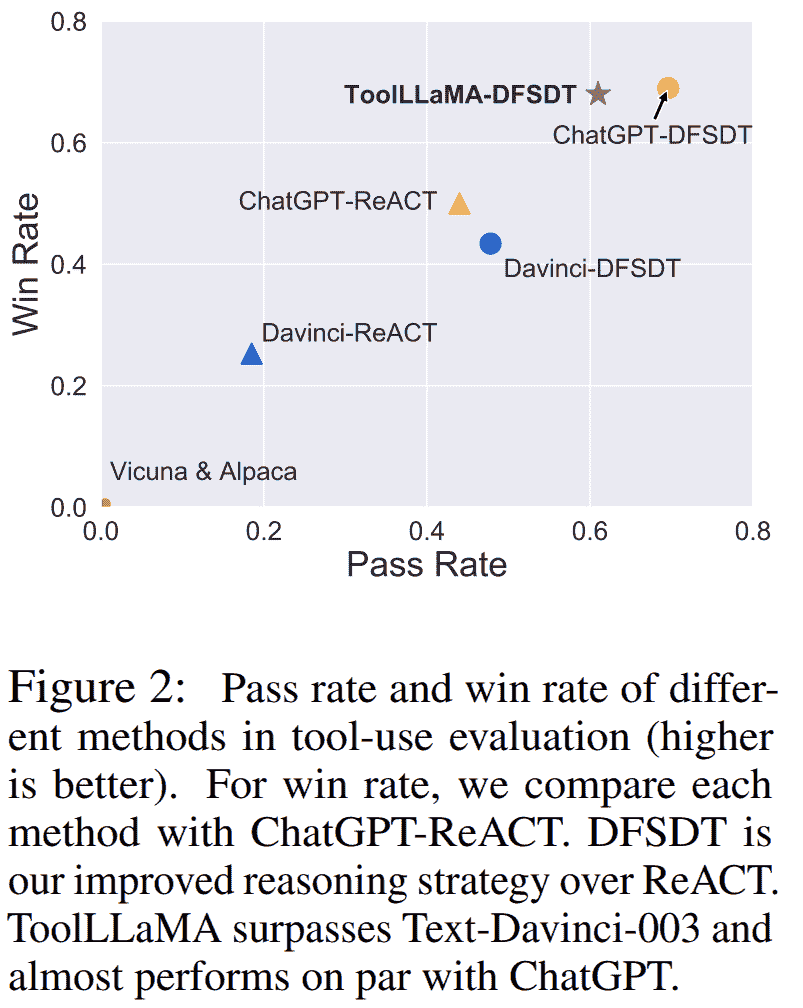 0.8
ToolLLaMA-DFSDT
ChatGPT-DFSDT
0.6
ChatGPT-ReACT
Win Rate
0.4
Davinci-DFSDT
Davinci-ReACT
0.2
Vicuna & Alpaca
0.0
0.0 0.2 0.4 0.6 0.8
Pass Rate
Figure 2: Pass rate and win rate of differ-
ent methods in tool-use evaluation (higher
is better). For win rate, we compare each
method with ChatGPT-ReACT. DFSDT is
our improved reasoning strategy over ReACT.
ToolLLaMA surpasses Text-Davinci-003 and
almost performs on par with ChatGPT.